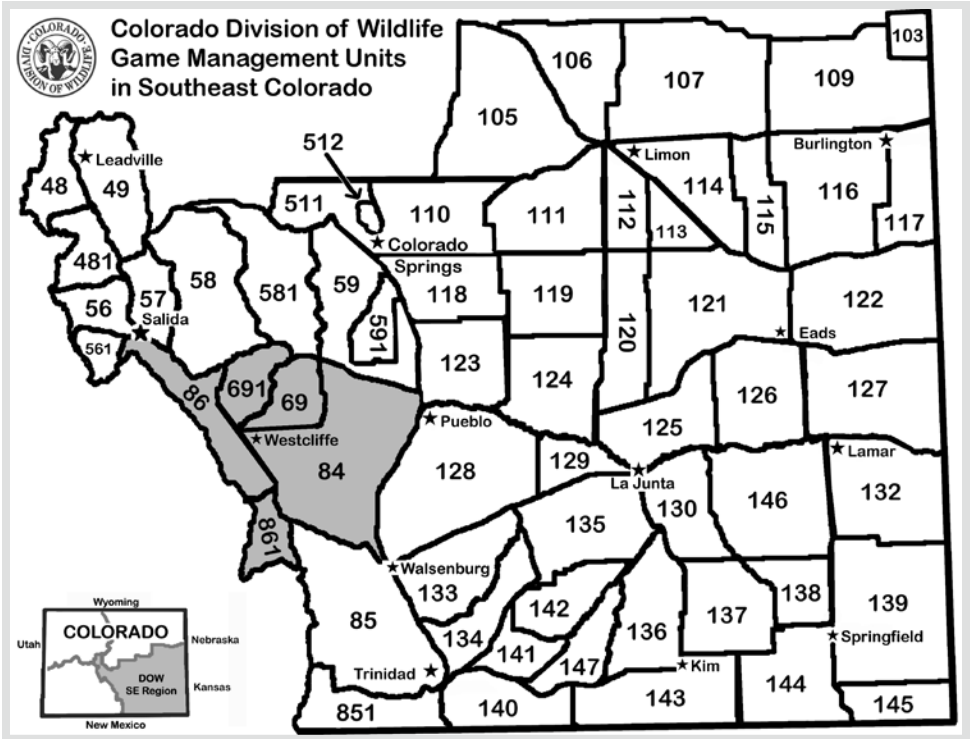 Colorado Division of Wildlife
Game Management Units
in Southeast Colorado
COLORADO
DIVISION OF WILDLIFE
103
106
107
109
105
512
Leadville
Limon
Burlington
48
49
511
110
111
112
114
115
116
117
113
Colorado
Springs
481
58
581
59
118
119
120
121
122
56
57
Salida
591
Eads
561
123
124
126
127
86
691
69
Pueblo
125
Westcliffe
84
128
129
Lamar
La Junta
130
146
132
861
135
Walsenburg
133
142
138
139
85
134
136
137
Springfield
141
147
Kim
Trinidad
144
143
145
851
140
Wyoming
COLORADO
Utah
Nebraska
DOW
SE Region
Kansas
New Mexico